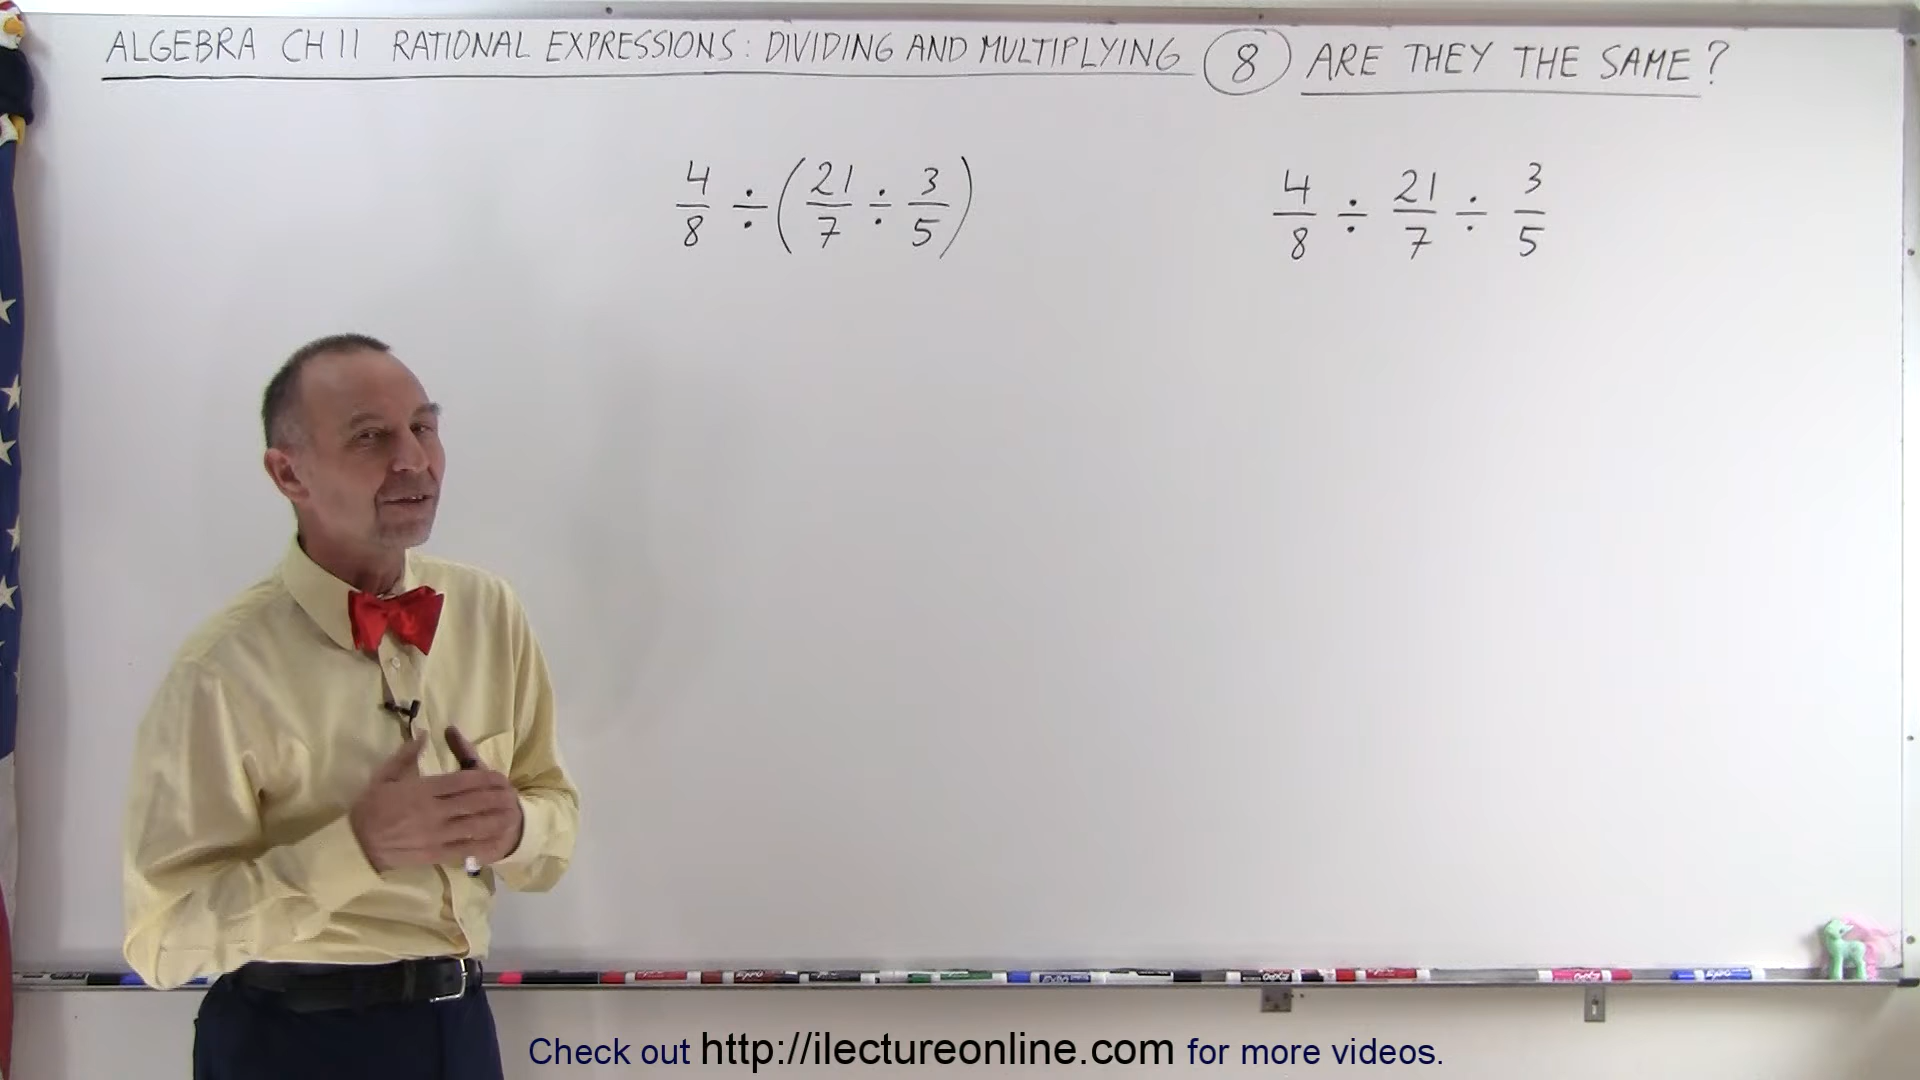 ALGEBRA CH 11 RATIONAL EXPRESSIONS: DIVIDING AND MULTIPLYING 8 ARE THEY THE SAME?
4/8 ÷ (21/7 ÷ 3/5)
4/8 ÷ 21/7 ÷ 3/5
Check out http://ilectureonline.com for more videos.